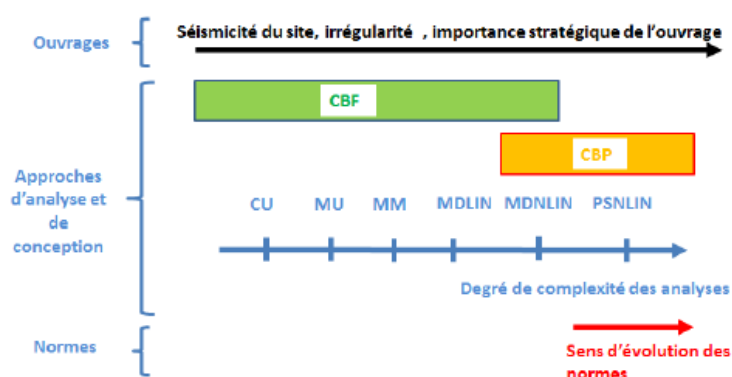 Ouvrages
Séismicité du site, irrégularité , importance stratégique de l'ouvrage
CBF
CBP
Approches
d'analyse et
de
conception
CU MU MM MDLIN MDNLIN PSNLIN
Degré de complexité des analyses
Normes
Sens d'évolution des
normes